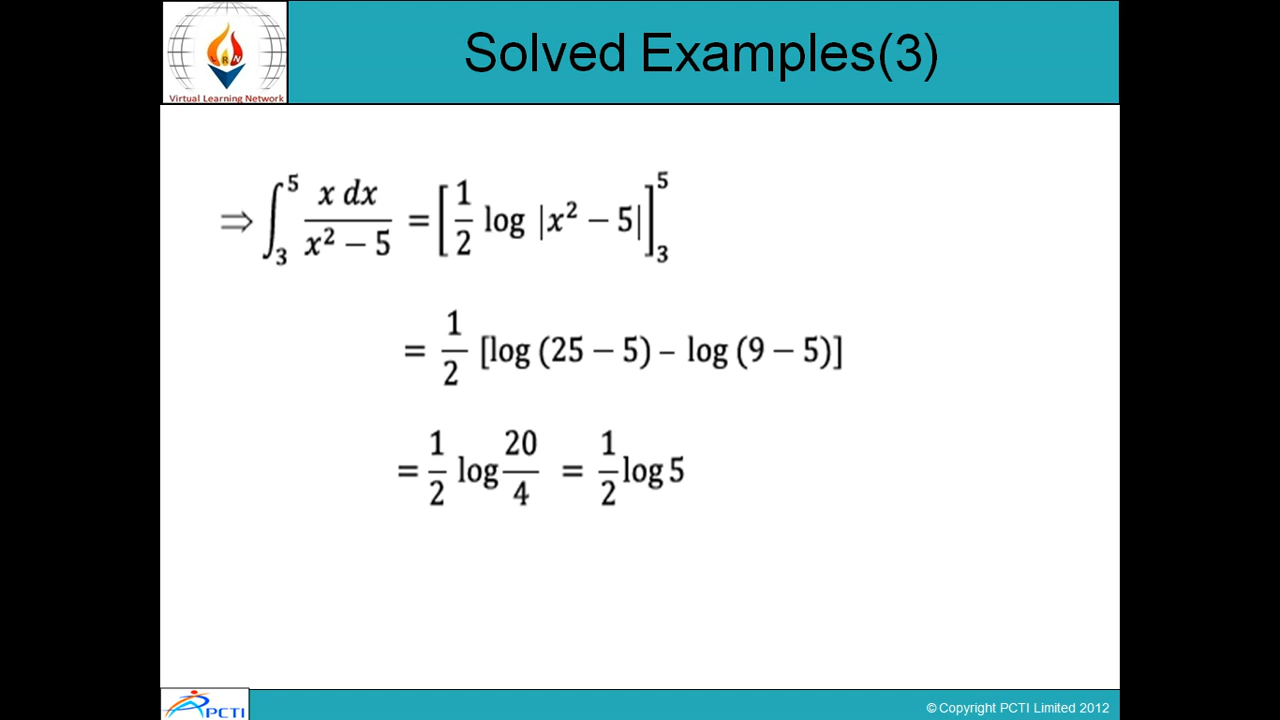 Solved Examples(3)
LRN
Virtual Learning Network
⇒ ∫₃⁵ x dx / (x² − 5) = [1/2 log |x² − 5|]₃⁵
= 1/2 [log (25 − 5) − log (9 − 5)]
= 1/2 log 20/4 = 1/2 log 5
PCTI
© Copyright PCTI Limited 2012